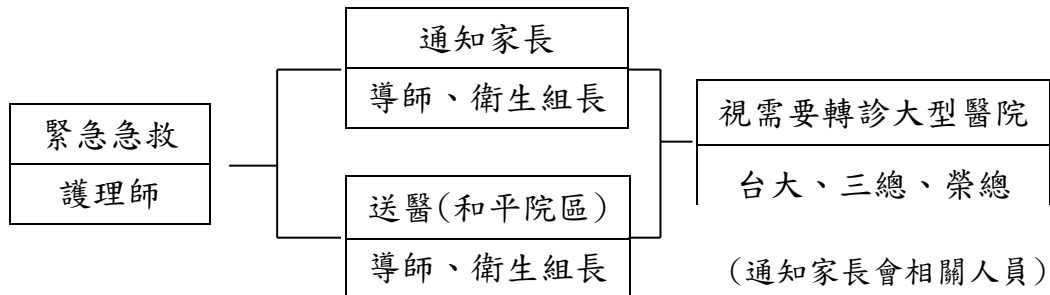 緊急急救
護理師
通知家長
導師、衛生組長
送醫(和平院區)
導師、衛生組長
視需要轉診大型醫院
台大、三總、榮總
(通知家長會相關人員)